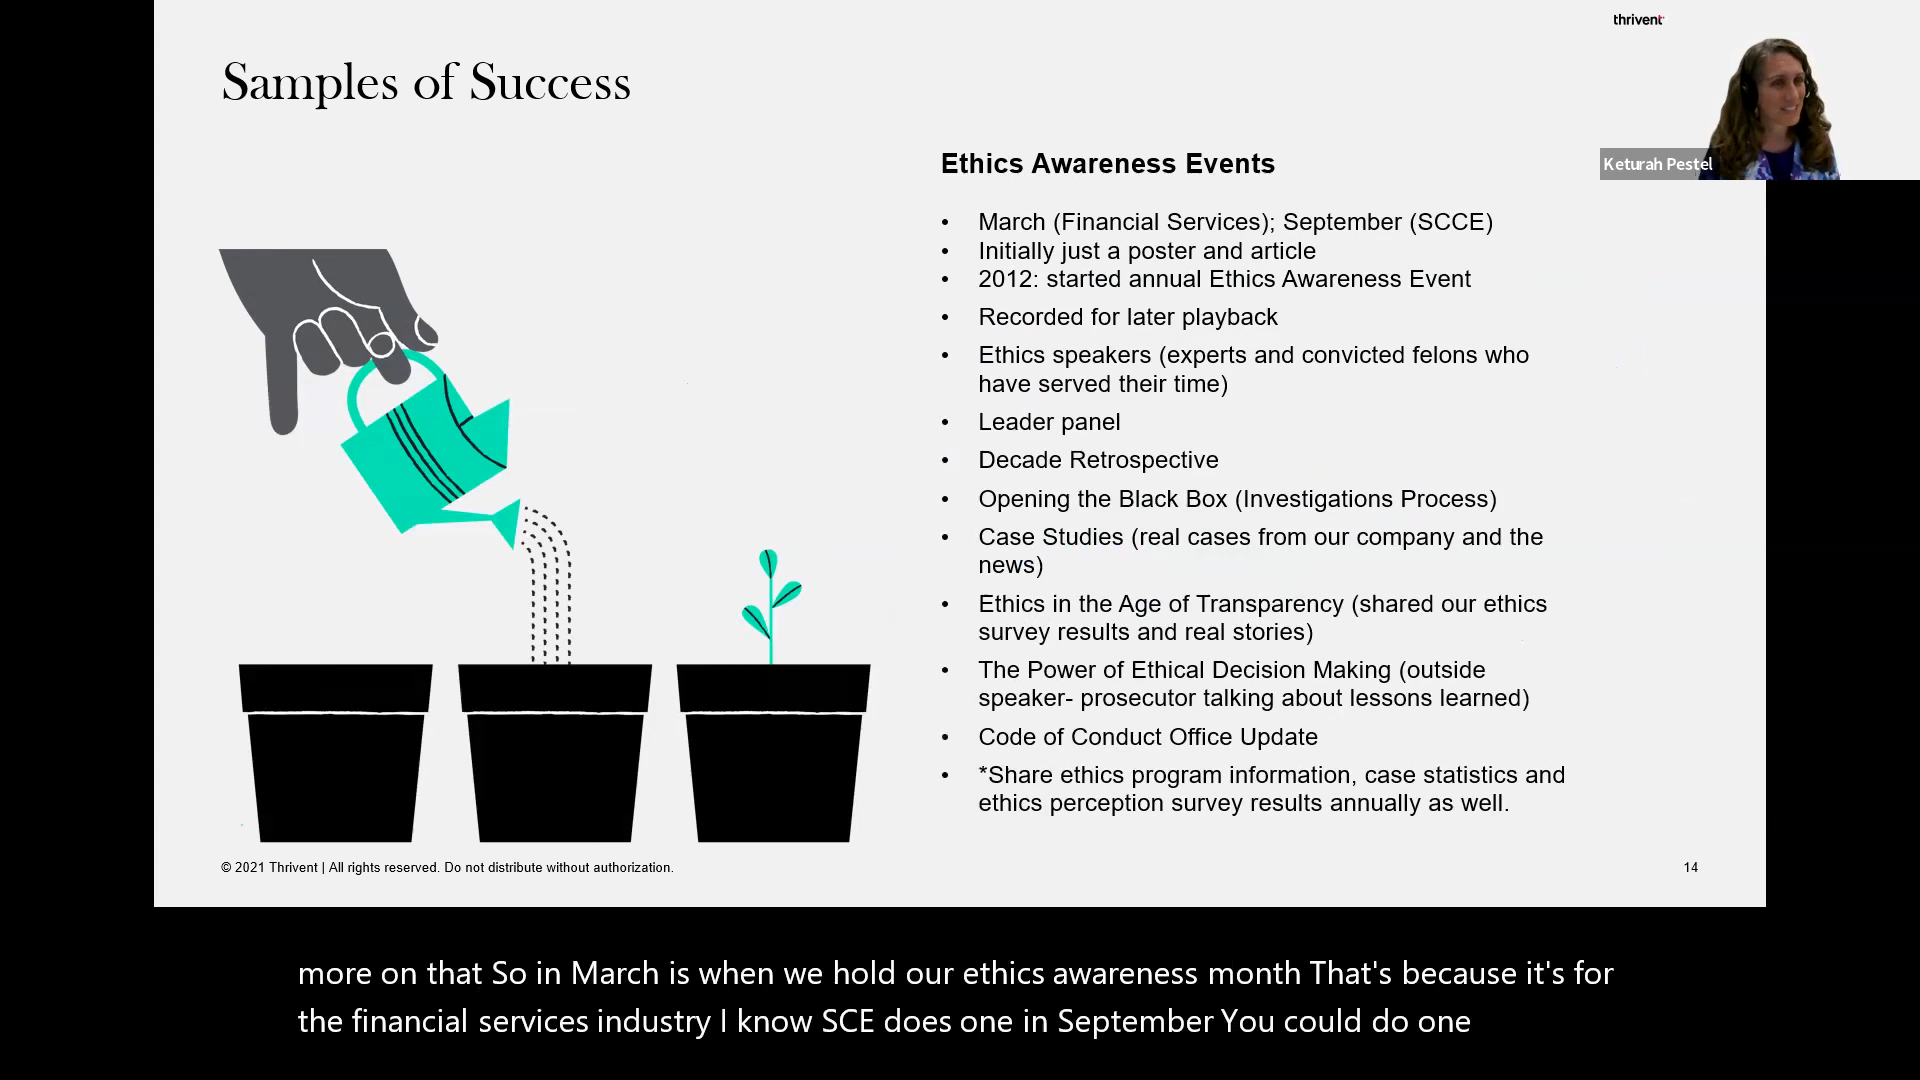 thrivent
Samples of Success
Keturah Pestel
Ethics Awareness Events
• March (Financial Services); September (SCCE)
• Initially just a poster and article
• 2012: started annual Ethics Awareness Event
• Recorded for later playback
• Ethics speakers (experts and convicted felons who
have served their time)
• Leader panel
• Decade Retrospective
• Opening the Black Box (Investigations Process)
• Case Studies (real cases from our company and the
news)
• Ethics in the Age of Transparency (shared our ethics
survey results and real stories)
• The Power of Ethical Decision Making (outside
speaker- prosecutor talking about lessons learned)
• Code of Conduct Office Update
• *Share ethics program information, case statistics and
ethics perception survey results annually as well.
© 2021 Thrivent | All rights reserved. Do not distribute without authorization.
14
more on that So in March is when we hold our ethics awareness month That's because it's for
the financial services industry I know SCE does one in September You could do one